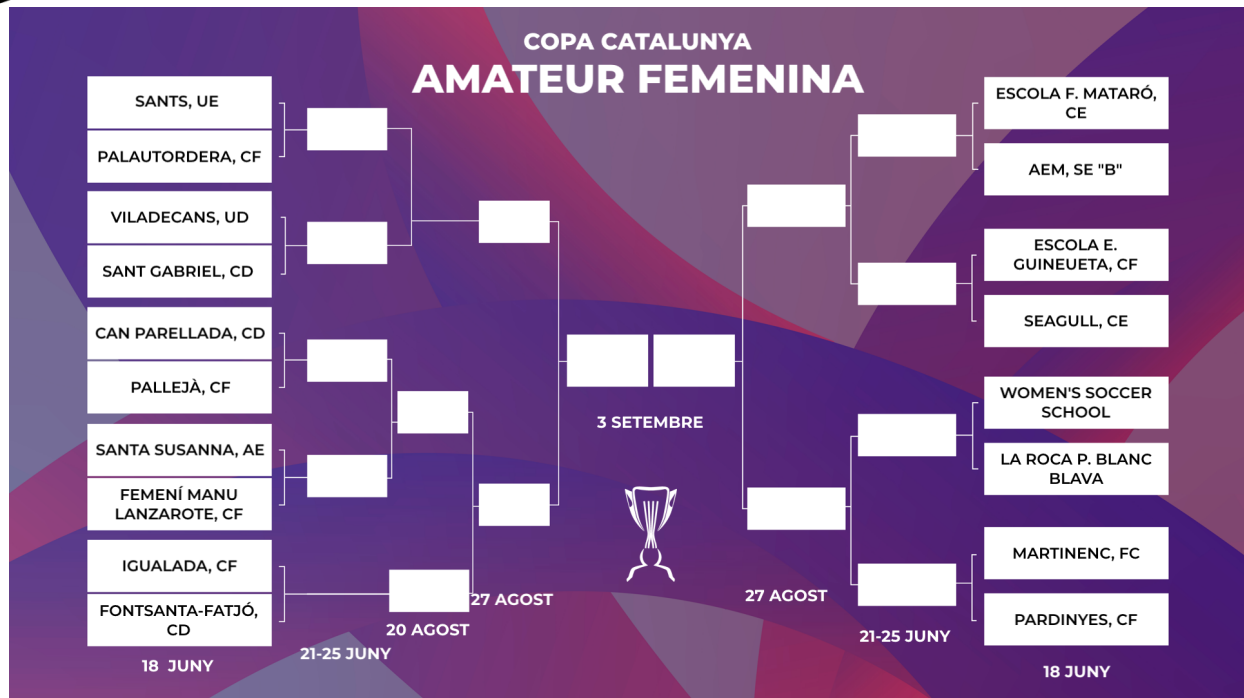 COPA CATALUNYA
AMATEUR FEMENINA
SANTS, UE
PALAUTORDERA, CF
VILADECANS, UD
SANT GABRIEL, CD
CAN PARELLADA, CD
PALLEJÀ, CF
SANTA SUSANNA, AE
FEMENÍ MANU
LANZAROTE, CF
IGUALADA, CF
FONTSANTA-FATJÓ,
CD
18 JUNY
21-25 JUNY
20 AGOST
27 AGOST
3 SETEMBRE
27 AGOST
21-25 JUNY
ESCOLA F. MATARÓ,
CE
AEM, SE "B"
ESCOLA E.
GUINEUETA, CF
SEAGULL, CE
WOMEN'S SOCCER
SCHOOL
LA ROCA P. BLANC
BLAVA
MARTINENC, FC
PARDINYES, CF
18 JUNY